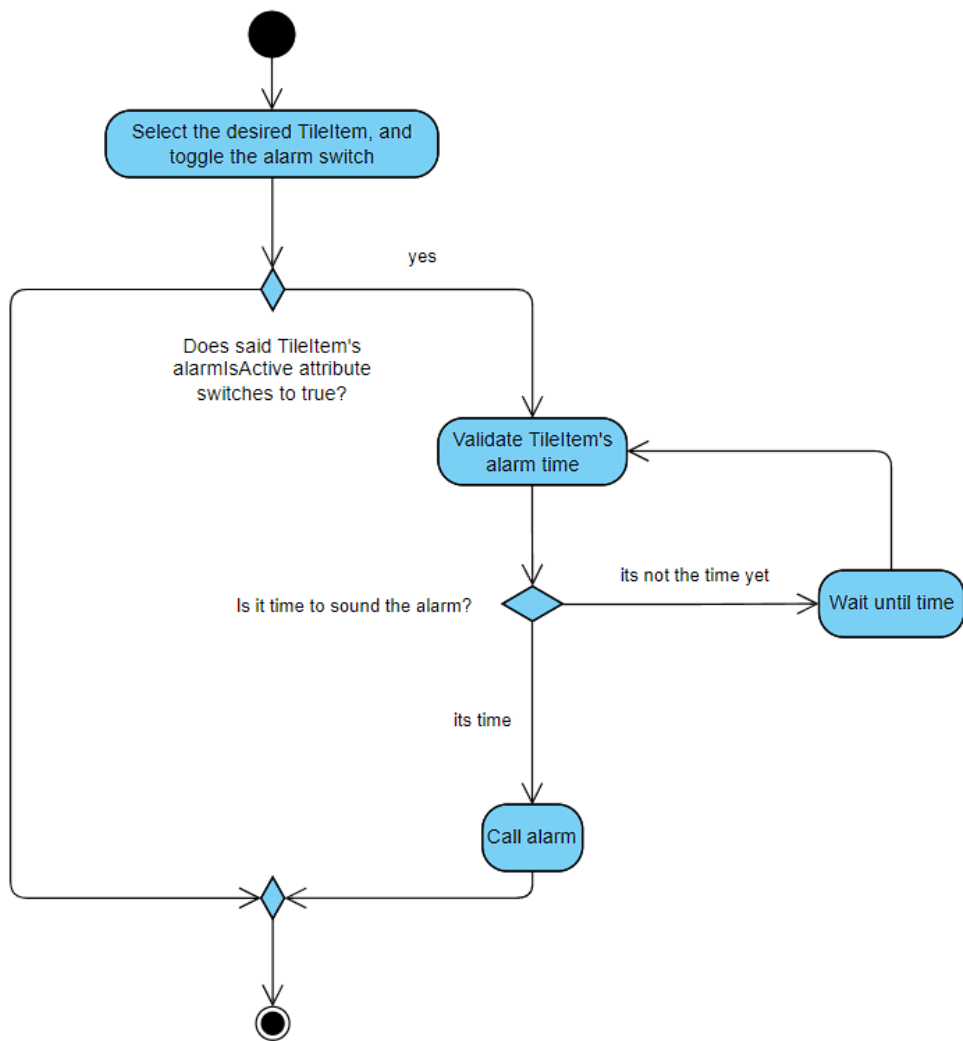 Select the desired TileItem, and
toggle the alarm switch
yes
Does said TileItem's
alarmIsActive attribute
switches to true?
Validate TileItem's
alarm time
its not the time yet
Is it time to sound the alarm?
Wait until time
its time
Call alarm